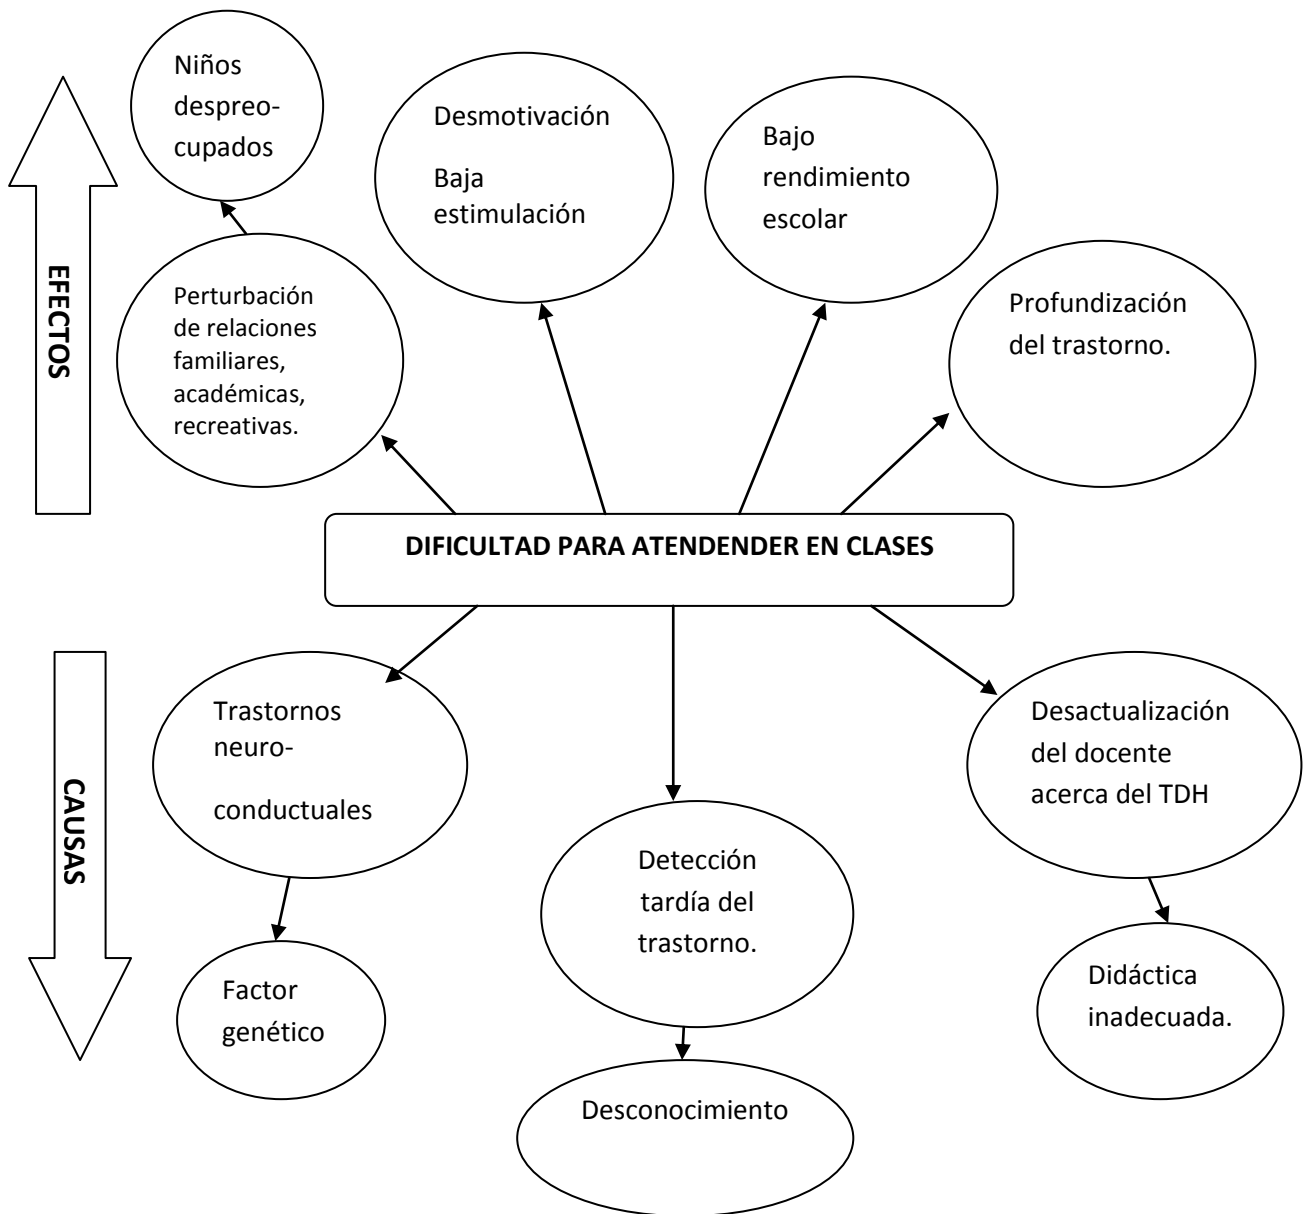 Niños
despreo-
cupados
Desmotivación
Baja
estimulación
Bajo
rendimiento
escolar
EFECTOS
Perturbación
de relaciones
familiares,
académicas,
recreativas.
Profundización
del trastorno.
DIFICULTAD PARA ATENDENDER EN CLASES
CAUSAS
Trastornos
neuro-
conductuales
Desactualización
del docente
acerca del TDH
Detección
tardía del
trastorno.
Factor
genético
Didáctica
inadecuada.
Desconocimiento